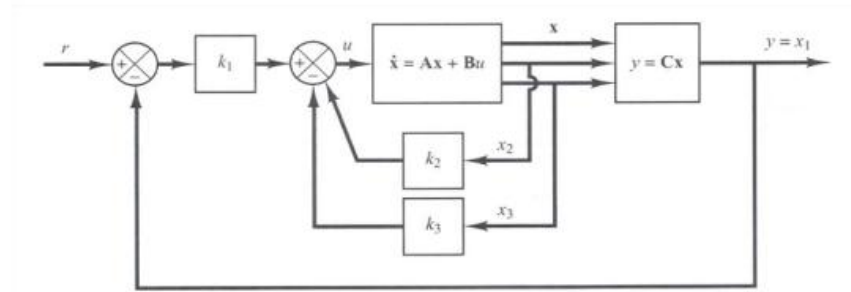 r
+
−
k₁
+
−
u
ẋ = Ax + Bu
x
y = Cx
y = x₁
k₂
x₂
k₃
x₃